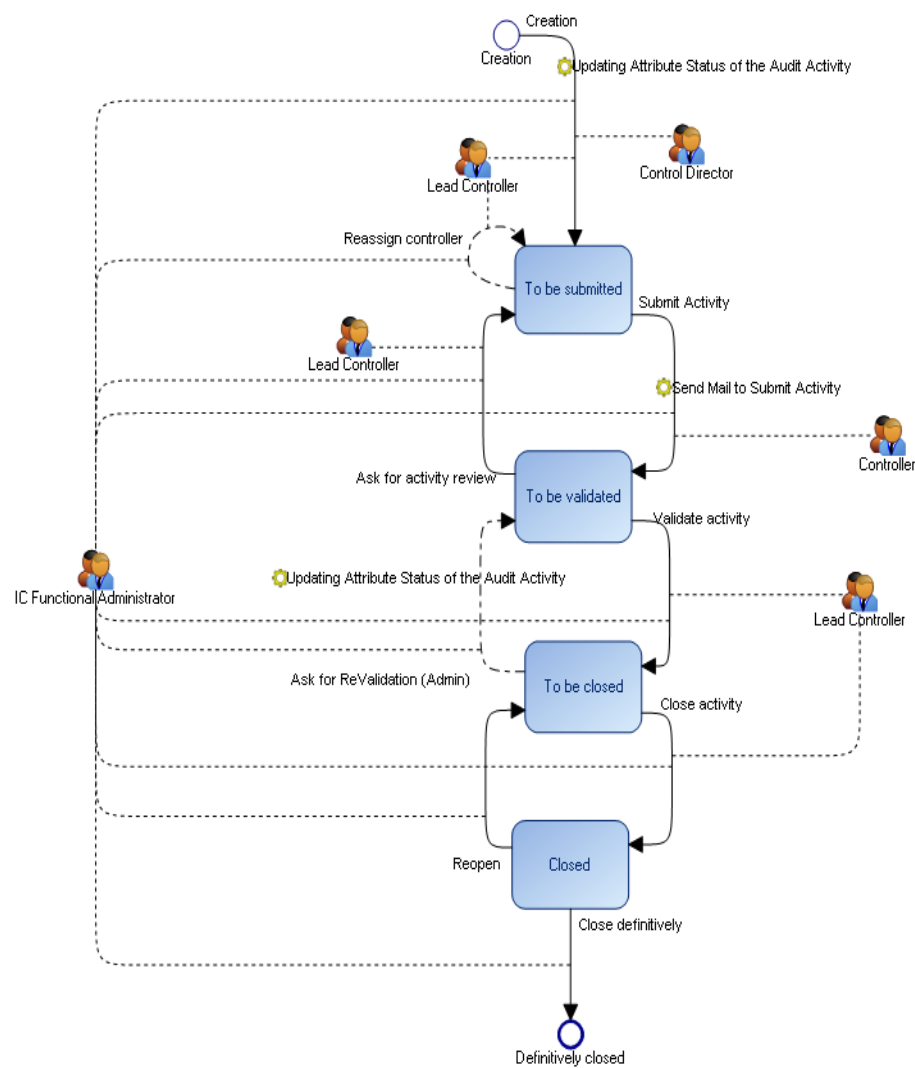 Creation
Creation
Updating Attribute Status of the Audit Activity
Control Director
Lead Controller
Reassign controller
To be submitted
Submit Activity
Lead Controller
Send Mail to Submit Activity
Controller
Ask for activity review
To be validated
Validate activity
Updating Attribute Status of the Audit Activity
IC Functional Administrator
Lead Controller
Ask for ReValidation (Admin)
To be closed
Close activity
Reopen
Closed
Close definitively
Definitively closed